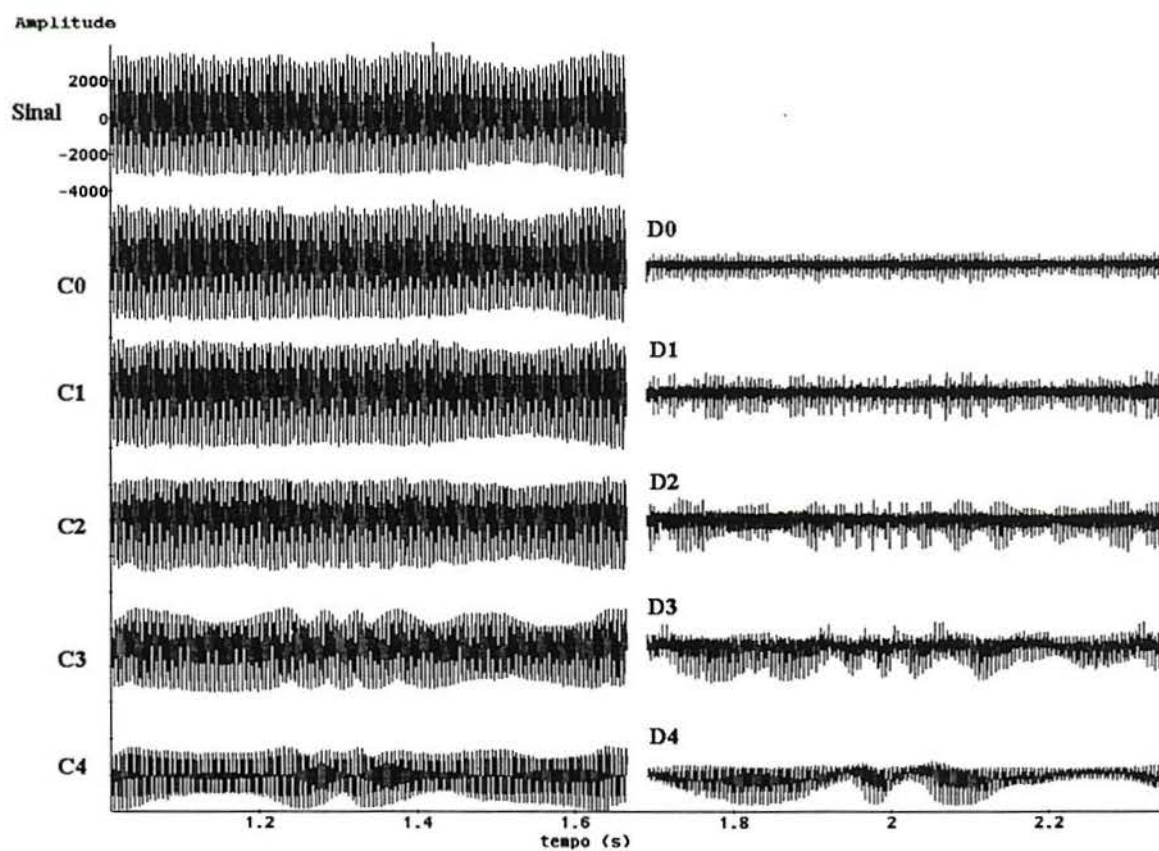 Amplitude
2000
Sinal
0
-2000
-4000
D0
C0
D1
C1
D2
C2
D3
C3
D4
C4
1.2
1.4
1.6
1.8
2
2.2
tempo (s)